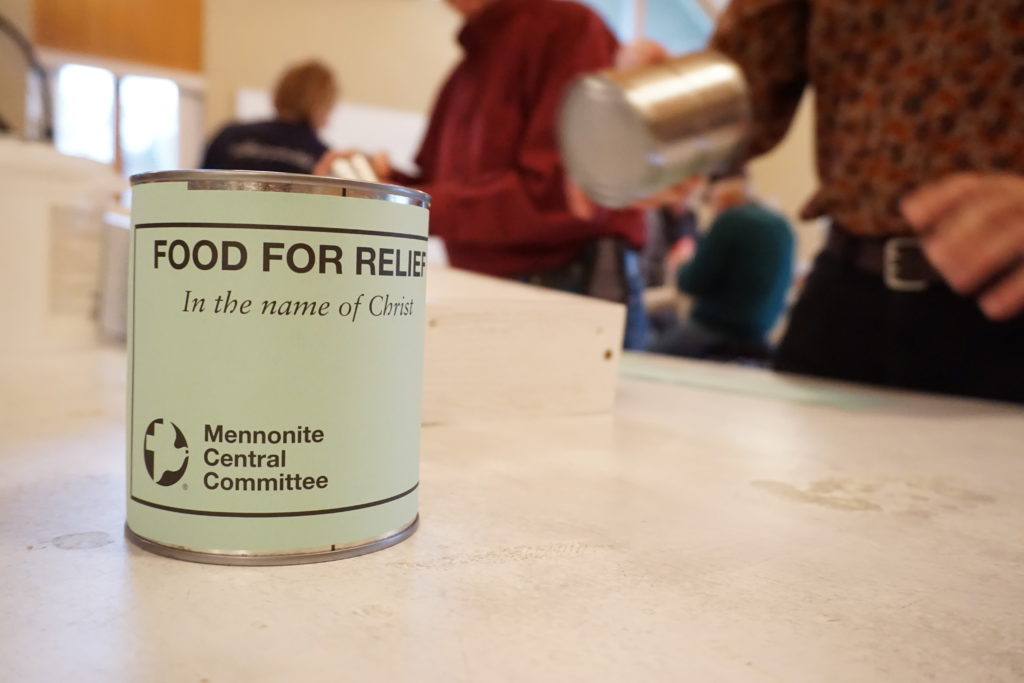 FOOD FOR RELIEF
In the name of Christ
Mennonite
Central
Committee
®